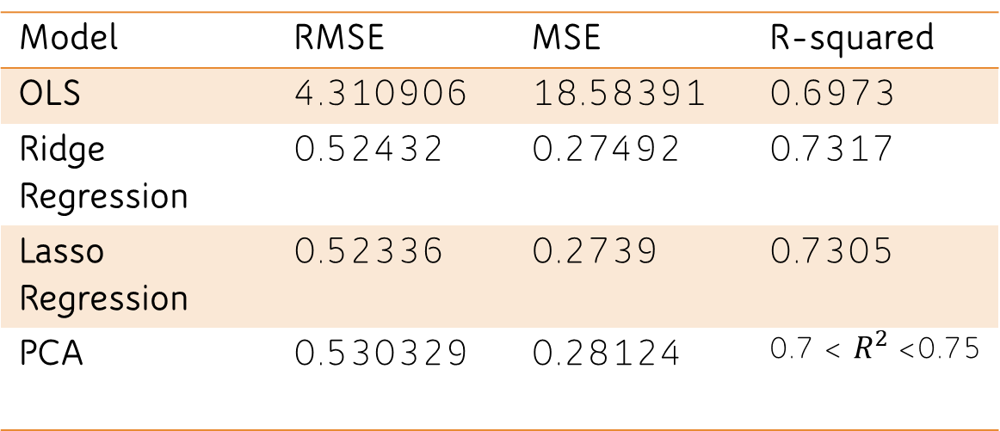 Model RMSE MSE R-squared
OLS 4.310906 18.58391 0.6973
Ridge 0.52432 0.27492 0.7317
Regression
Lasso 0.52336 0.2739 0.7305
Regression
PCA 0.530329 0.28124 0.7 < R² <0.75